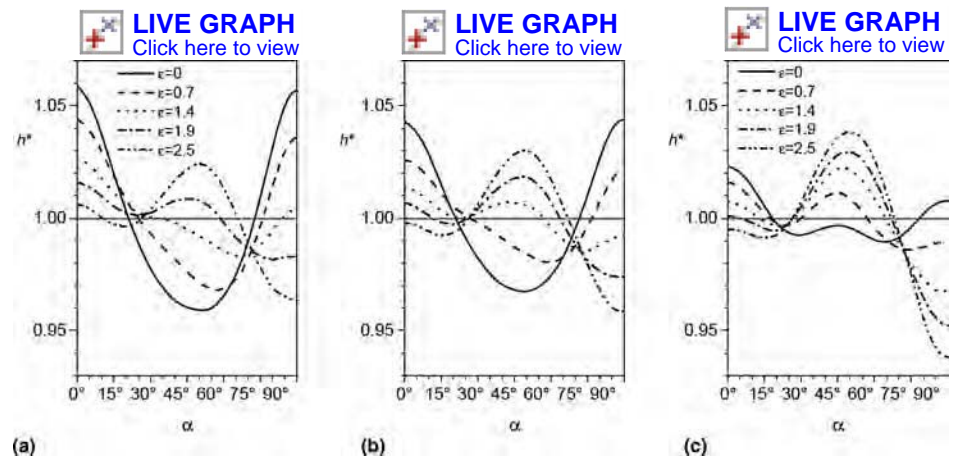 LIVE GRAPH
Click here to view
LIVE GRAPH
Click here to view
LIVE GRAPH
Click here to view
ε=0
ε=0.7
ε=1.4
ε=1.9
ε=2.5
1.05
h*
1.00
0.95
0° 15° 30° 45° 60° 75° 90°
α
(a)
1.05
h*
1.00
0.95
0° 15° 30° 45° 60° 75° 90°
α
(b)
ε=0
ε=0.7
ε=1.4
ε=1.9
ε=2.5
1.05
h*
1.00
0.95
0° 15° 30° 45° 60° 75° 90°
α
(c)